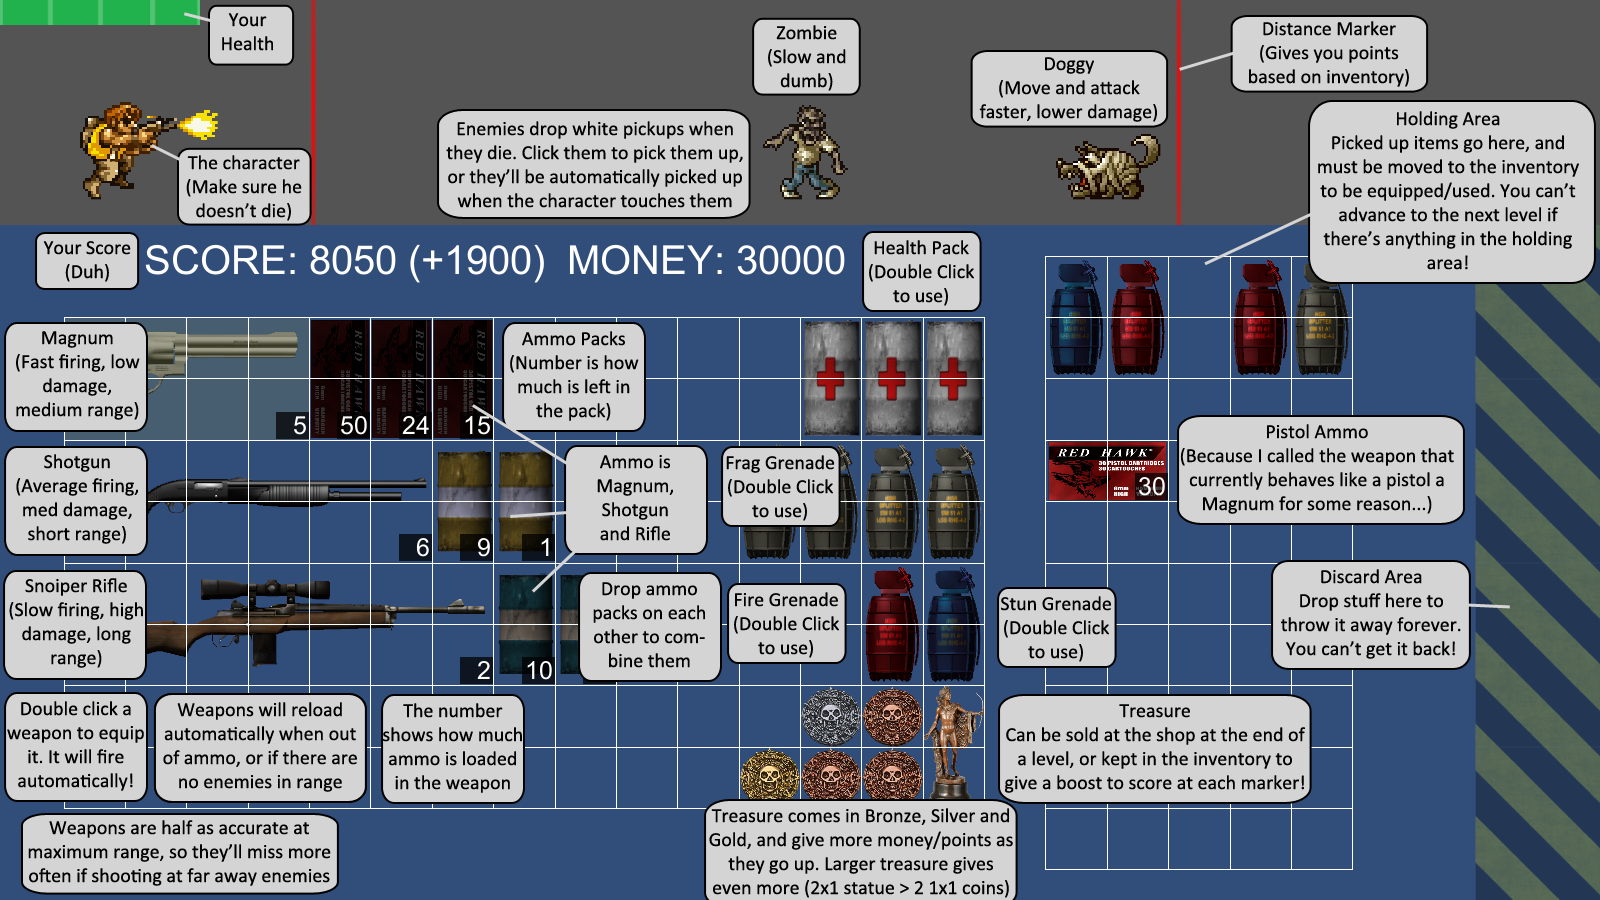 Your
Health
Zombie
(Slow and
dumb)
Doggy
(Move and attack
faster, lower damage)
Distance Marker
(Gives you points
based on inventory)
Enemies drop white pickups when
they die. Click them to pick them up,
or they'll be automatically picked up
when the character touches them
The character
(Make sure he
doesn't die)
Holding Area
Picked up items go here, and
must be moved to the inventory
to be equipped/used. You can't
advance to the next level if
there's anything in the holding
area!
Your Score
(Duh)
SCORE: 8050 (+1900) MONEY: 30000
Health Pack
(Double Click
to use)
Magnum
(Fast firing, low
damage,
medium range)
5
50
24
15
RED HAWK
RED HAWK
RED HAWK
Ammo Packs
(Number is how
much is left in
the pack)
Shotgun
(Average firing,
med damage,
short range)
6
9
1
Ammo is
Magnum,
Shotgun
and Rifle
Frag Grenade
(Double Click
to use)
RED HAWK
30 PISTOL CARTRIDGES
30 CARTOUCHES
9mm
HIGH
30
Pistol Ammo
(Because I called the weapon that
currently behaves like a pistol a
Magnum for some reason...)
Snoiper Rifle
(Slow firing, high
damage, long
range)
2
10
Drop ammo
packs on each
other to com-
bine them
Fire Grenade
(Double Click
to use)
Stun Grenade
(Double Click
to use)
Discard Area
Drop stuff here to
throw it away forever.
You can't get it back!
Double click a
weapon to equip
it. It will fire
automatically!
Weapons will reload
automatically when out
of ammo, or if there are
no enemies in range
The number
shows how much
ammo is loaded
in the weapon
Treasure
Can be sold at the shop at the end of
a level, or kept in the inventory to
give a boost to score at each marker!
Weapons are half as accurate at
maximum range, so they'll miss more
often if shooting at far away enemies
Treasure comes in Bronze, Silver and
Gold, and give more money/points as
they go up. Larger treasure gives
even more (2x1 statue > 2 1x1 coins)